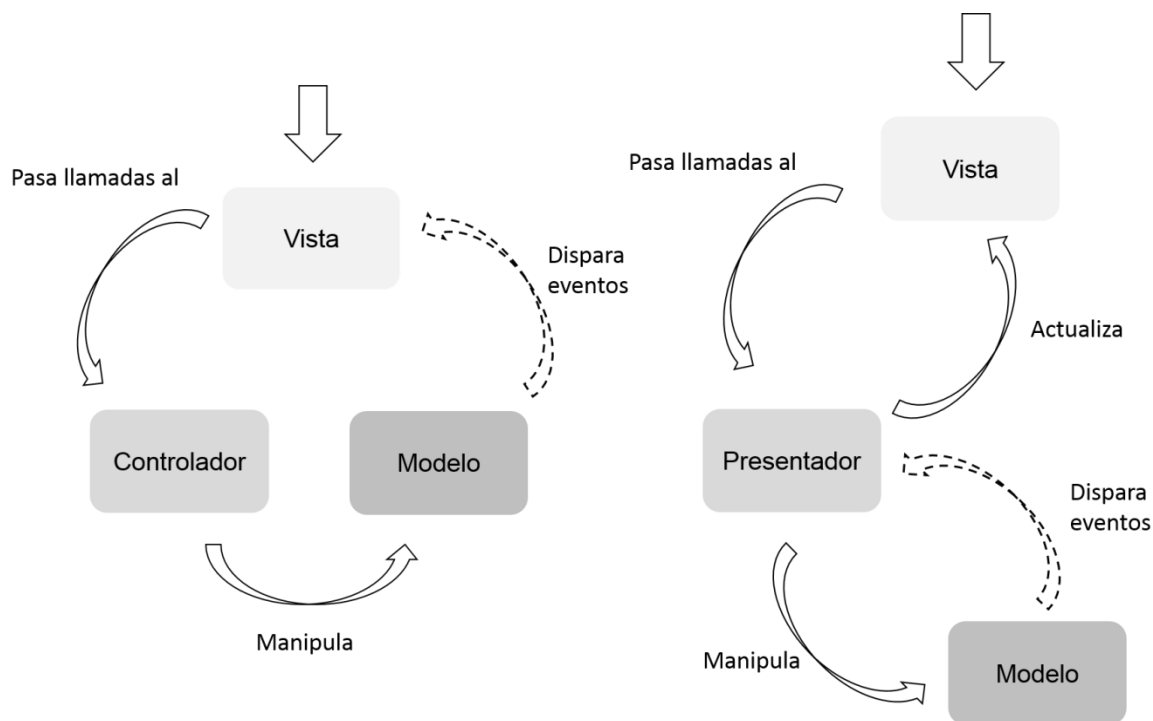 Pasa llamadas al
Vista
Dispara
eventos
Controlador
Modelo
Manipula
Pasa llamadas al
Vista
Actualiza
Presentador
Dispara
eventos
Manipula
Modelo